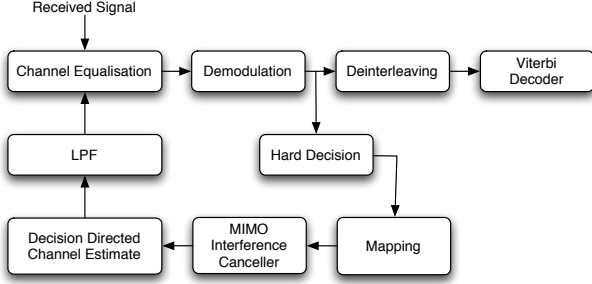 Received Signal
Channel Equalisation
Demodulation
Deinterleaving
Viterbi
Decoder
LPF
Hard Decision
Decision Directed
Channel Estimate
MIMO
Interference
Canceller
Mapping